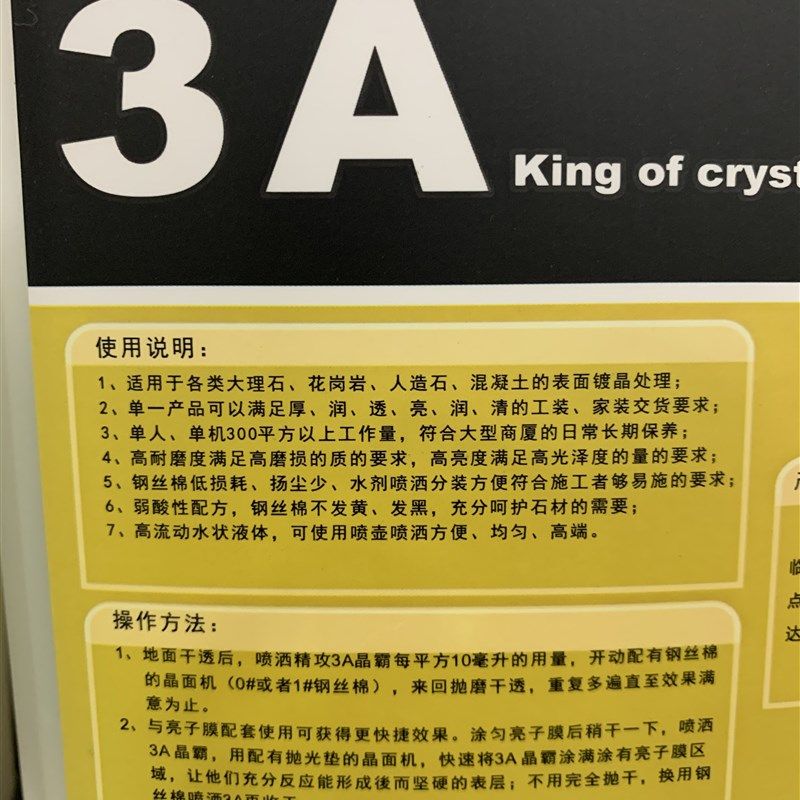 3A
King of cryst
使用说明：
1、适用于各类大理石、花岗岩、人造石、混凝土的表面镀晶处理；
2、单一产品可以满足厚、润、透、亮、润、清的工装、家装交货要求；
3、单人、单机300平方以上工作量，符合大型商厦的日常长期保养；
4、高耐磨度满足高磨损的质的要求，高亮度满足高光泽度的量的要求；
5、钢丝棉低损耗、扬尘少、水剂喷洒分装方便符合施工者够易施的要求；
6、弱酸性配方，钢丝棉不发黄、发黑，充分呵护石材的需要；
7、高流动水状液体，可使用喷壶喷洒方便、均匀、高端。
操作方法：
1、地面干透后，喷洒精攻3A晶霸每平方10毫升的用量，开动配有钢丝棉
的晶面机（0#或者1#钢丝棉），来回抛磨干透，重复多遍直至效果满
意为止。
2、与亮子膜配套使用可获得更快捷效果。涂匀亮子膜后稍干一下，喷洒
3A晶霸，用配有抛光垫的晶面机，快速将3A晶霸涂满涂有亮子膜区
域，让他们充分反应能形成後而坚硬的表层；不用完全抛干，换用钢
丝棉喷洒3A再收干
临
点
达